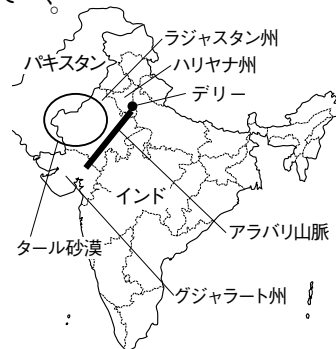 ラジャスタン州
パキスタン
ハリヤナ州
デリー
インド
アラバリ山脈
タール砂漠
グジャラート州